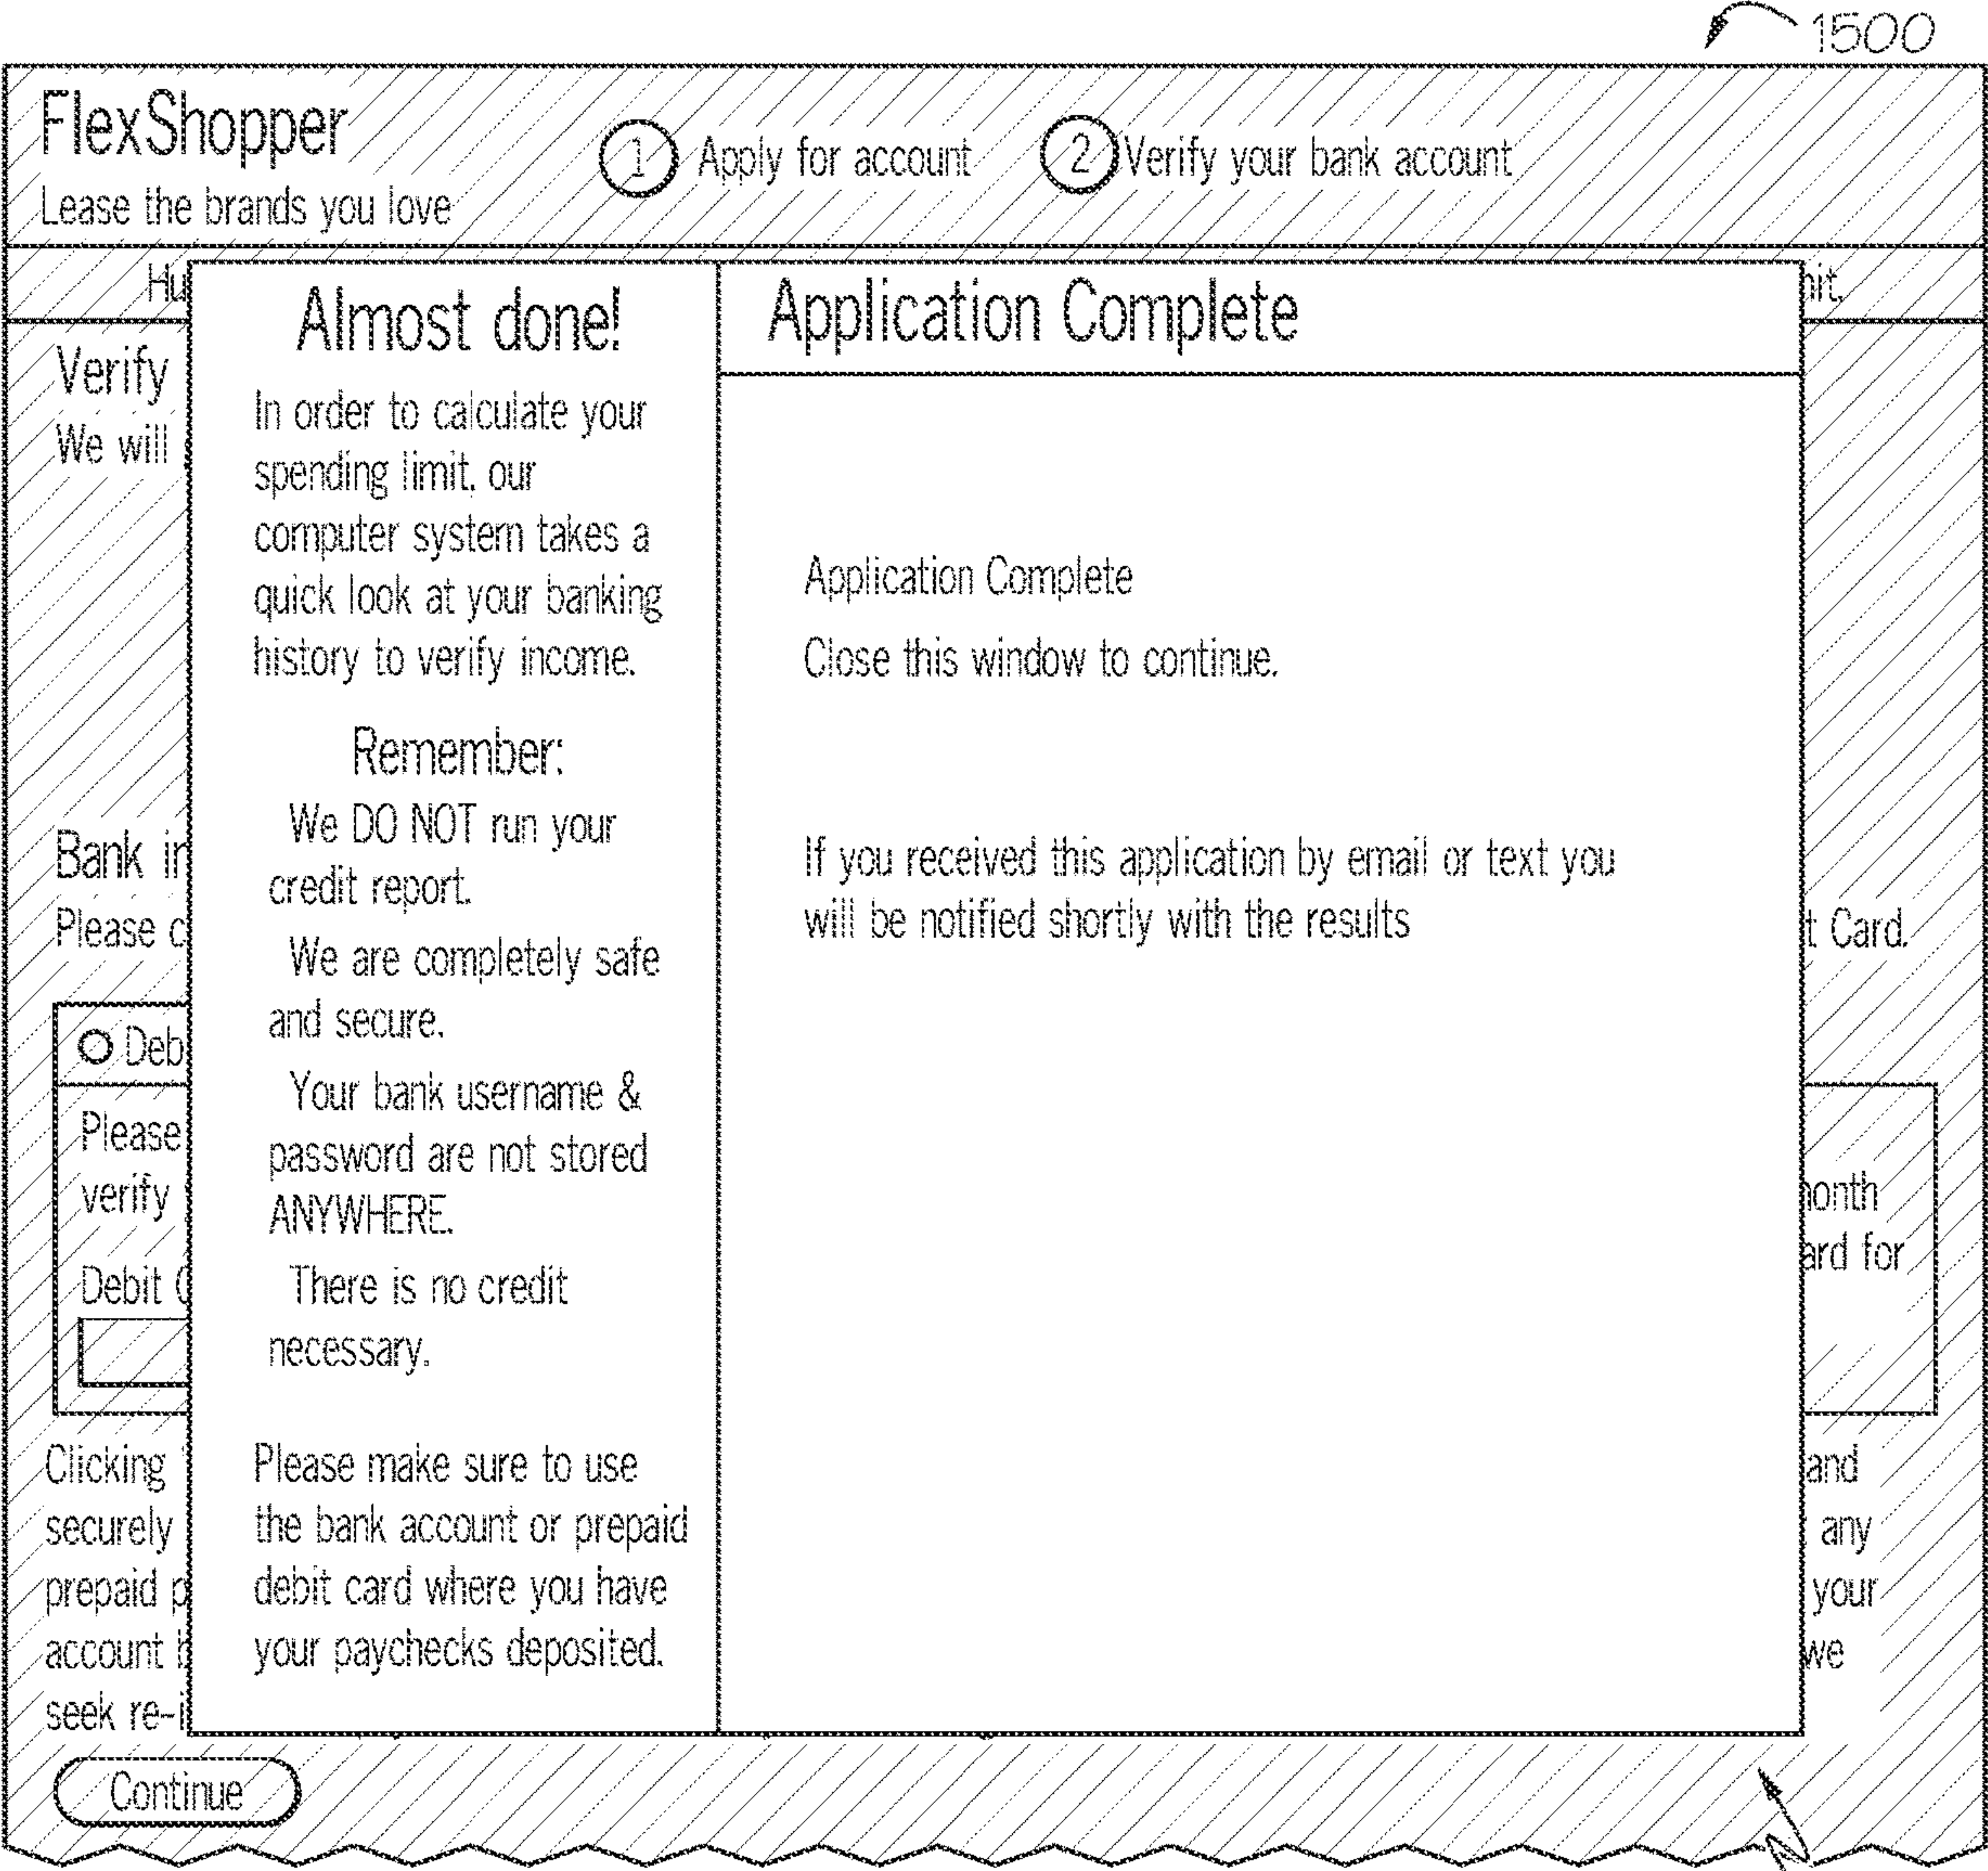 1500
FlexShopper
Lease the brands you love
1 Apply for account
2 Verify your bank account
Almost done!
In order to calculate your
spending limit, our
computer system takes a
quick look at your banking
history to verify income.
Remember:
We DO NOT run your
credit report.
We are completely safe
and secure.
Your bank username &
password are not stored
ANYWHERE.
There is no credit
necessary.
Please make sure to use
the bank account or prepaid
debit card where you have
your paychecks deposited.
Application Complete
Application Complete
Close this window to continue.
If you received this application by email or text you
will be notified shortly with the results
Verify
We will
Bank
Please
t Card.
Please
verify
Debit
ard for
Clicking
and
securely
any
prepaid
your
account
we
seek re-
Continue